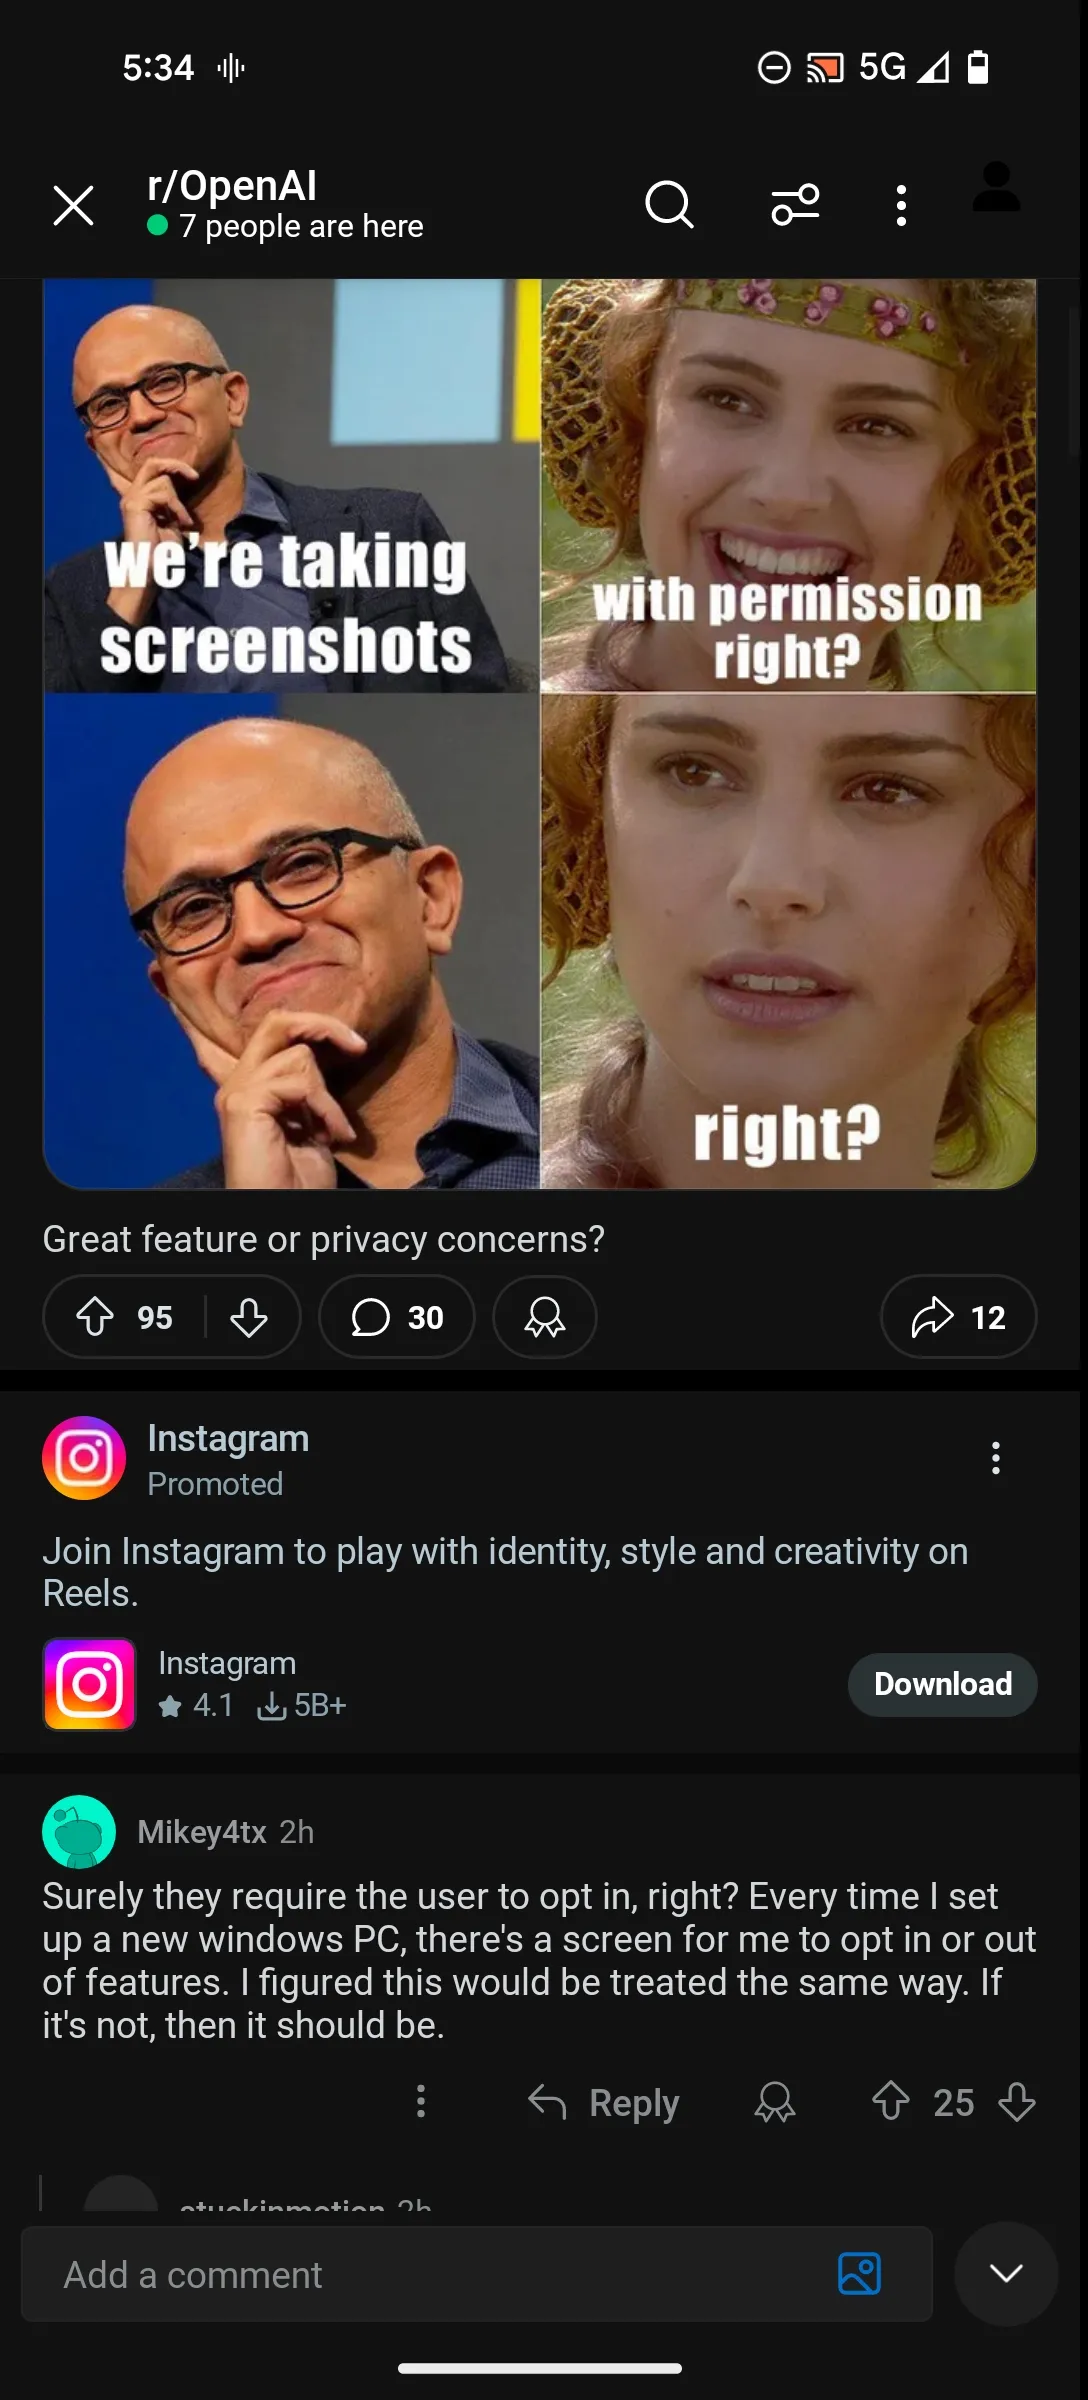 5:34
5G
r/OpenAI
7 people are here
we're taking
screenshots
with permission
right?
right?
Great feature or privacy concerns?
95
30
12
Instagram
Promoted
Join Instagram to play with identity, style and creativity on
Reels.
Instagram
4.1 5B+
Download
Mikey4tx 2h
Surely they require the user to opt in, right? Every time I set
up a new windows PC, there's a screen for me to opt in or out
of features. I figured this would be treated the same way. If
it's not, then it should be.
Reply 25
stuckinmotion 2h
Add a comment